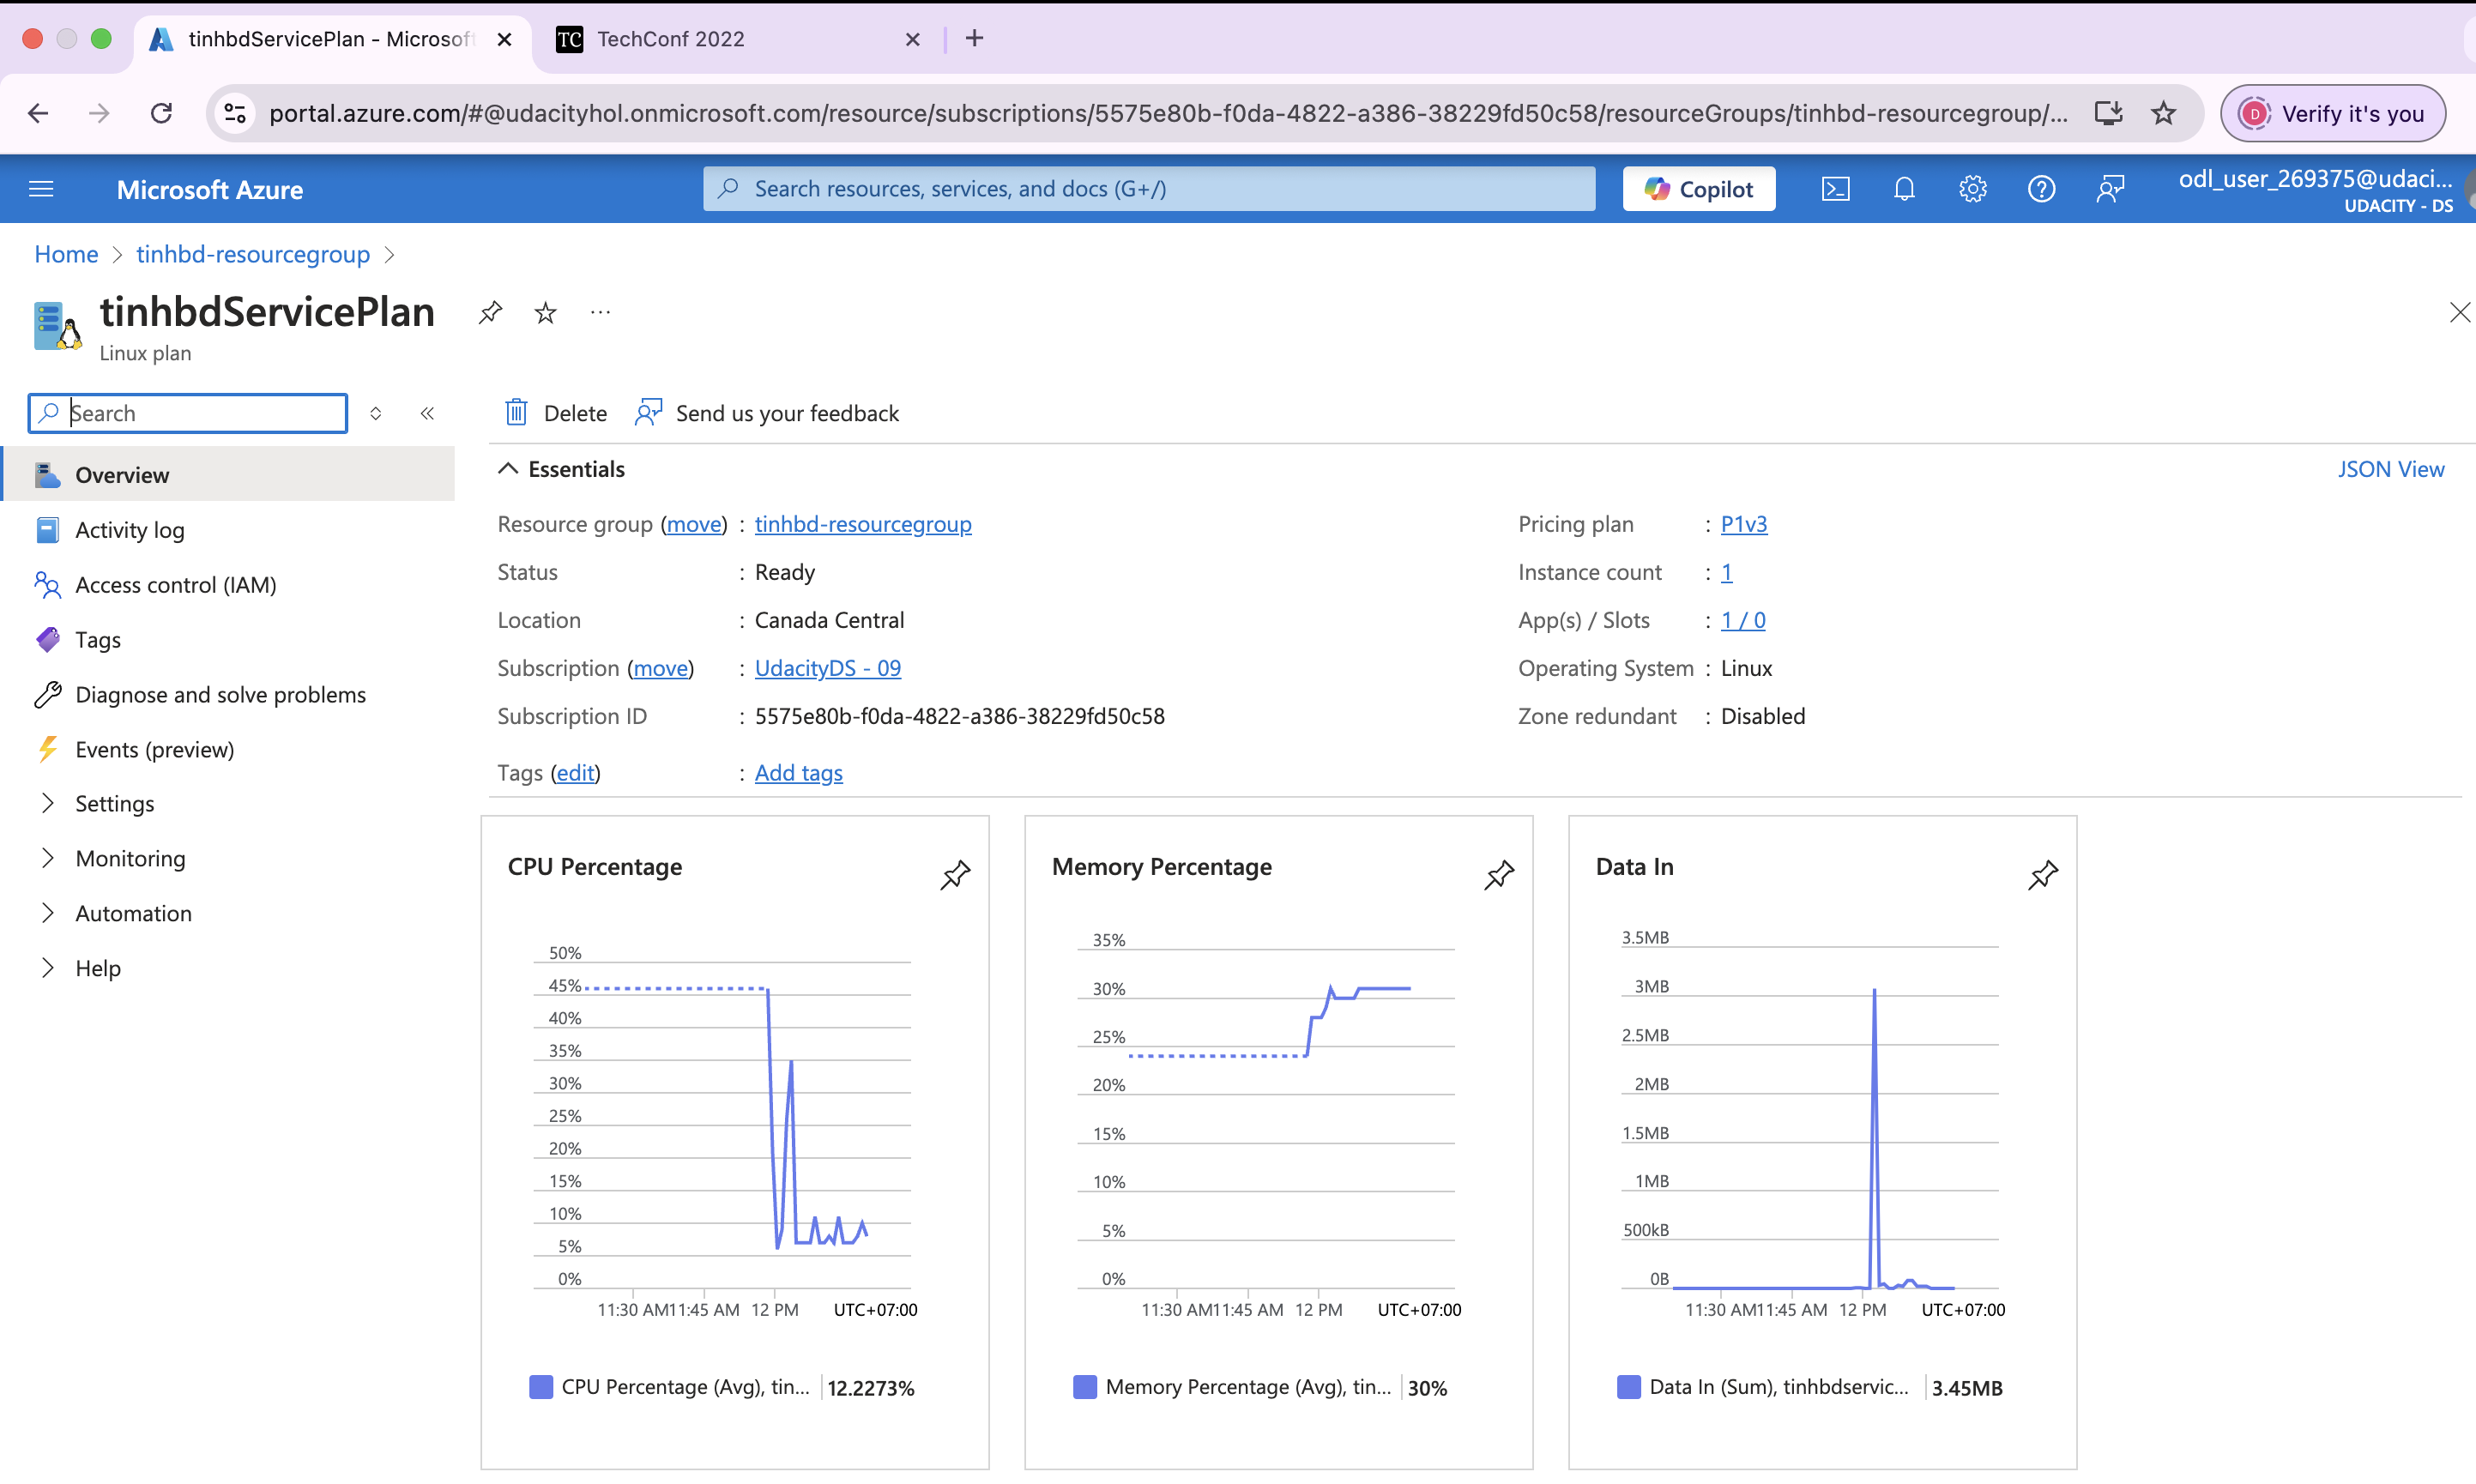 tinhbdServicePlan - Microsoft
TC TechConf 2022
portal.azure.com/#@udacityhol.onmicrosoft.com/resource/subscriptions/5575e80b-f0da-4822-a386-38229fd50c58/resourceGroups/tinhbd-resourcegroup/...
D Verify it's you
Microsoft Azure
Search resources, services, and docs (G+/)
Copilot
odl_user_269375@udaci...
UDACITY - DS
Home > tinhbd-resourcegroup >
tinhbdServicePlan
Linux plan
Search
Overview
Activity log
Access control (IAM)
Tags
Diagnose and solve problems
Events (preview)
Settings
Monitoring
Automation
Help
Delete
Send us your feedback
Essentials
JSON View
Resource group (move) : tinhbd-resourcegroup
Status : Ready
Location : Canada Central
Subscription (move) : UdacityDS - 09
Subscription ID : 5575e80b-f0da-4822-a386-38229fd50c58
Tags (edit) : Add tags
Pricing plan : P1v3
Instance count : 1
App(s) / Slots : 1 / 0
Operating System : Linux
Zone redundant : Disabled
CPU Percentage
50%
45%
40%
35%
30%
25%
20%
15%
10%
5%
0%
11:30 AM 11:45 AM 12 PM UTC+07:00
CPU Percentage (Avg), tin... 12.2273%
Memory Percentage
35%
30%
25%
20%
15%
10%
5%
0%
11:30 AM 11:45 AM 12 PM UTC+07:00
Memory Percentage (Avg), tin... 30%
Data In
3.5MB
3MB
2.5MB
2MB
1.5MB
1MB
500kB
0B
11:30 AM 11:45 AM 12 PM UTC+07:00
Data In (Sum), tinhbdservic... 3.45MB